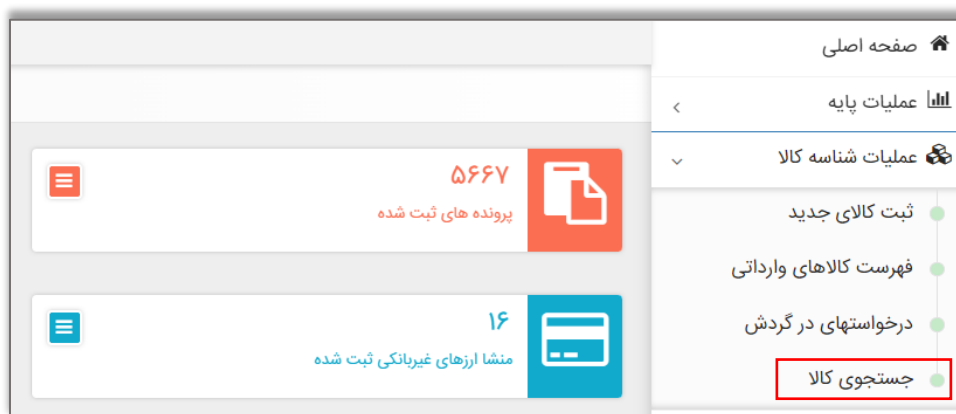 صفحه اصلی
عملیات پایه
عملیات شناسه کالا
ثبت کالای جدید
فهرست کالاهای وارداتی
درخواستهای در گردش
جستجوی کالا
۵۶۶۷
پرونده های ثبت شده
۱۶
منشا ارزهای غیربانکی ثبت شده